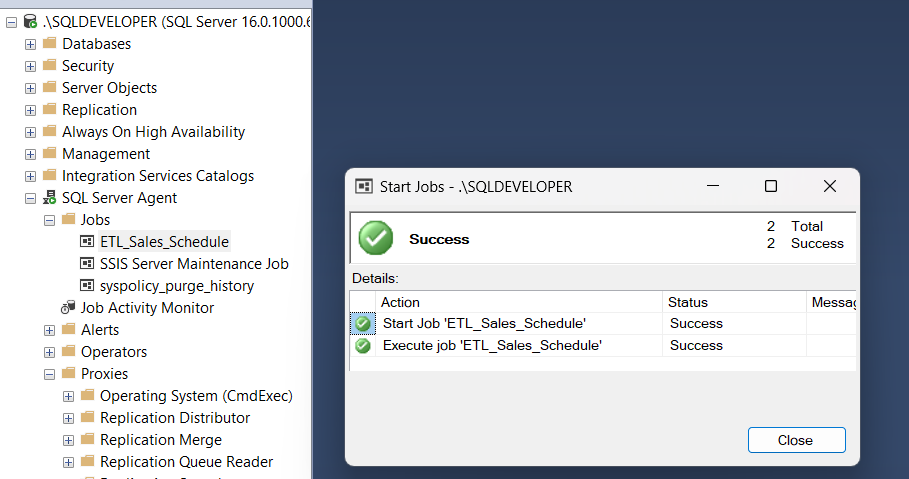 .\SQLDEVELOPER (SQL Server 16.0.1000.6
Databases
Security
Server Objects
Replication
Always On High Availability
Management
Integration Services Catalogs
SQL Server Agent
Jobs
ETL_Sales_Schedule
SSIS Server Maintenance Job
syspolicy_purge_history
Job Activity Monitor
Alerts
Operators
Proxies
Operating System (CmdExec)
Replication Distributor
Replication Merge
Replication Queue Reader
Start Jobs - .\SQLDEVELOPER
Success
2 Total
2 Success
Details:
Action Status Messag
Start Job 'ETL_Sales_Schedule' Success
Execute job 'ETL_Sales_Schedule' Success
Close